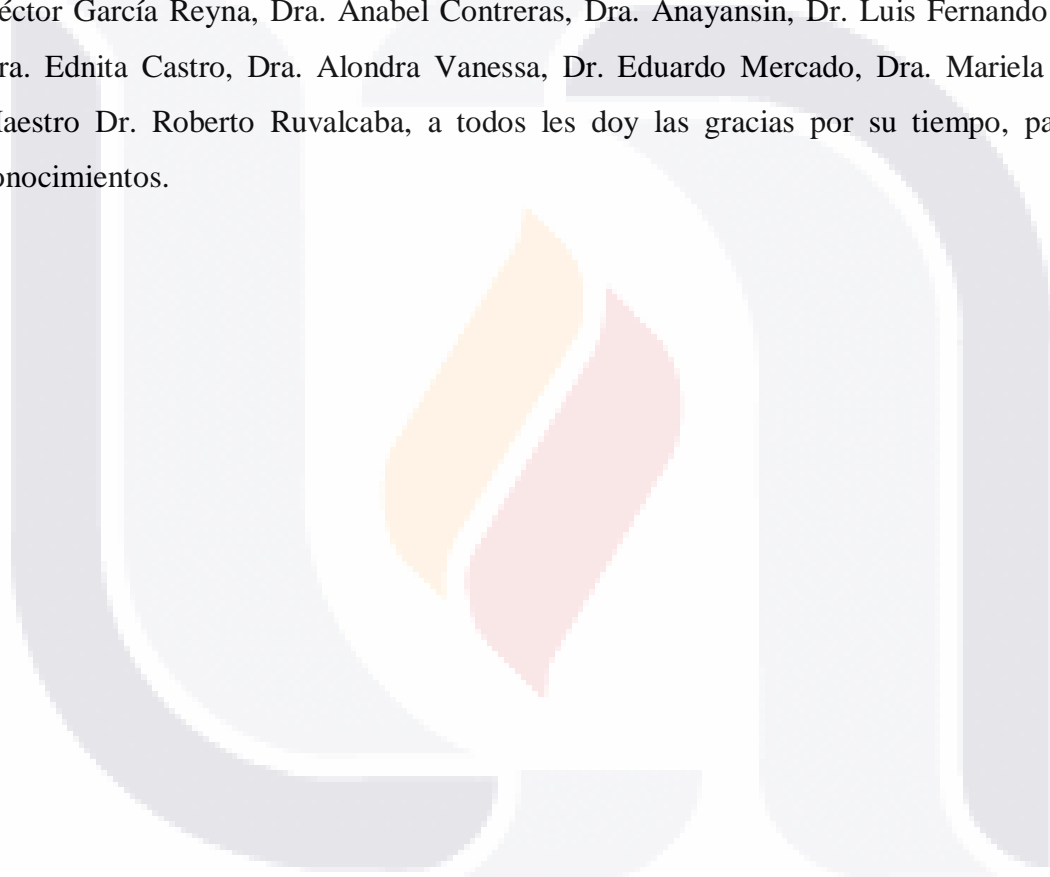 éctor García Reyna, Dra. Anabel Contreras, Dra. Anayansin, Dr. Luis Fernando
ra. Ednita Castro, Dra. Alondra Vanessa, Dr. Eduardo Mercado, Dra. Mariela
Maestro Dr. Roberto Ruvalcaba, a todos les doy las gracias por su tiempo, pa
onocimientos.